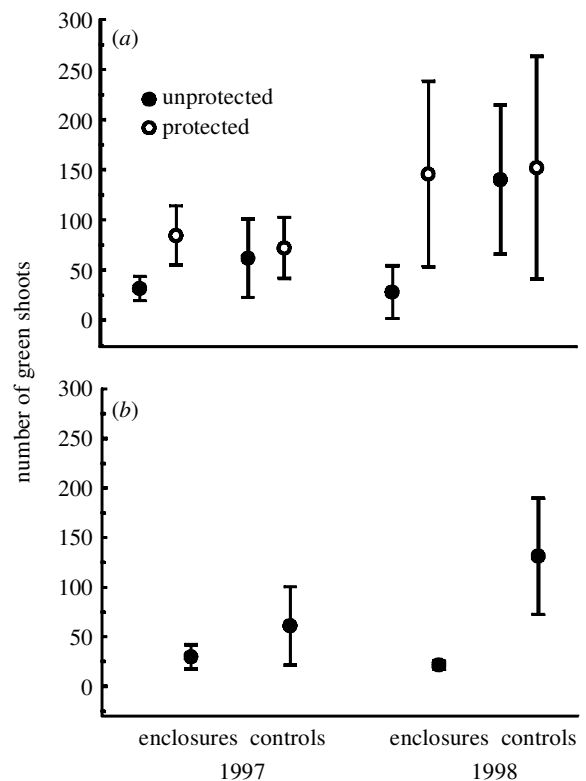 (a)
300
250
200
150
100
50
0
unprotected
protected
number of green shoots
(b)
300
250
200
150
100
50
0
enclosures controls enclosures controls
1997 1998